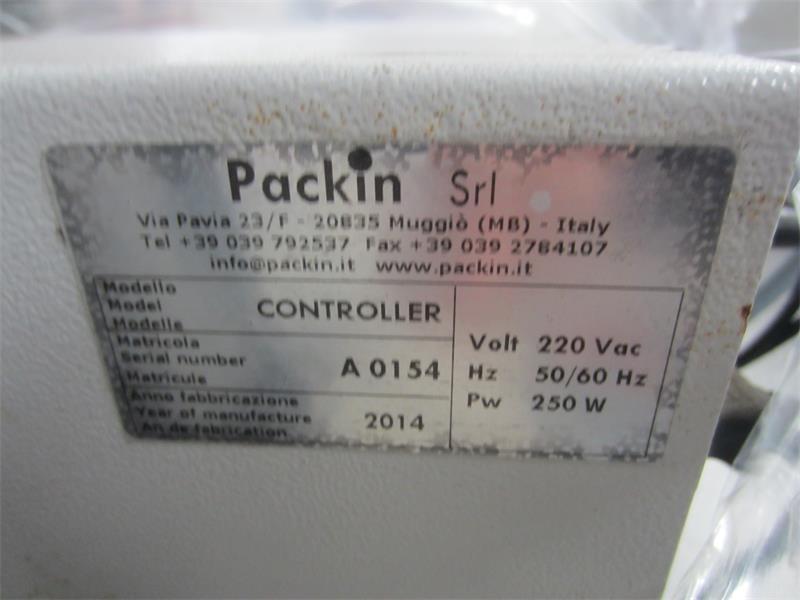 Packin Srl
Via Pavia 23/F - 20835 Muggiò (MB) - Italy
Tel +39 039 792537 Fax +39 039 2784107
info@packin.it www.packin.it
Modello
Model
Modelle
CONTROLLER
Matricola
Serial number
Matricule
A 0154
Anno fabbricazione
Year of manufacture
An de fabrication
2014
Volt 220 Vac
Hz 50/60 Hz
Pw 250 W